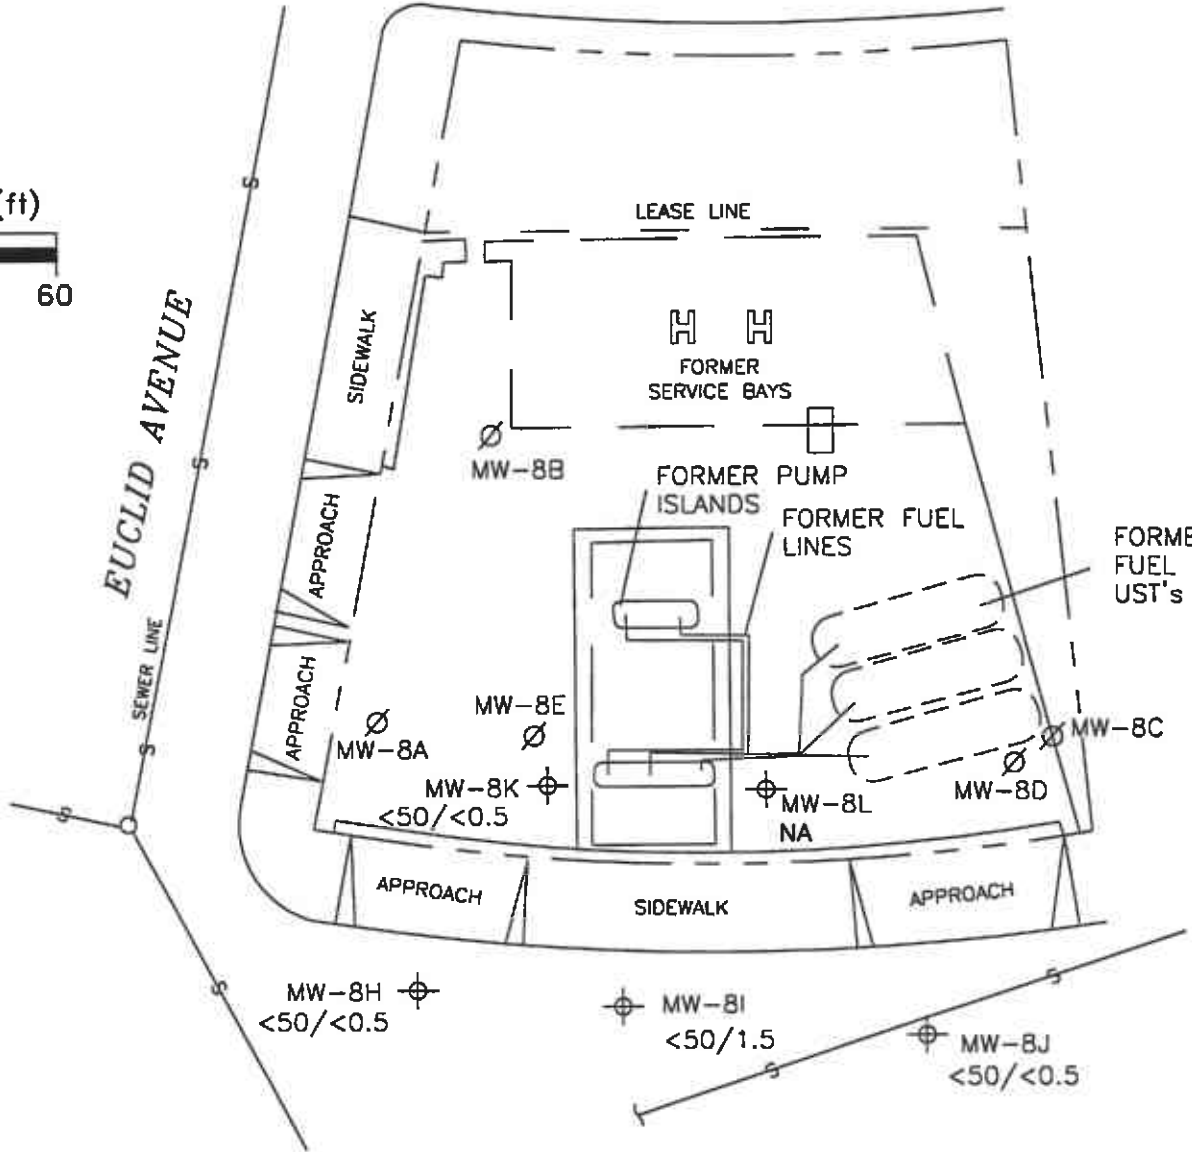 (ft)
60
EUCLID AVENUE
S
S
S
S
S
S
S
SEWER LINE
LEASE LINE
SIDEWALK
FORMER
SERVICE BAYS
MW-8B
FORMER PUMP
ISLANDS
FORMER FUEL
LINES
FORME
FUEL
UST's
APPROACH
APPROACH
MW-8A
MW-8E
MW-8C
MW-8D
MW-8K
<50/<0.5
MW-8L
NA
APPROACH
SIDEWALK
APPROACH
MW-8H
<50/<0.5
MW-8I
<50/1.5
MW-8J
<50/<0.5